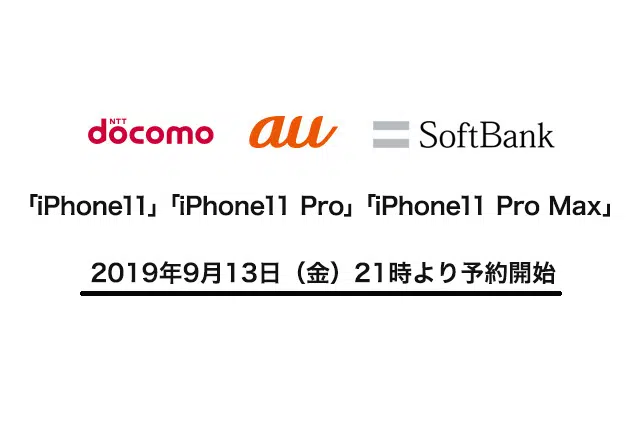 NTT
docomo au SoftBank
「iPhone11」「iPhone11 Pro」「iPhone11 Pro Max」
2019年9月13日（金）21時より予約開始